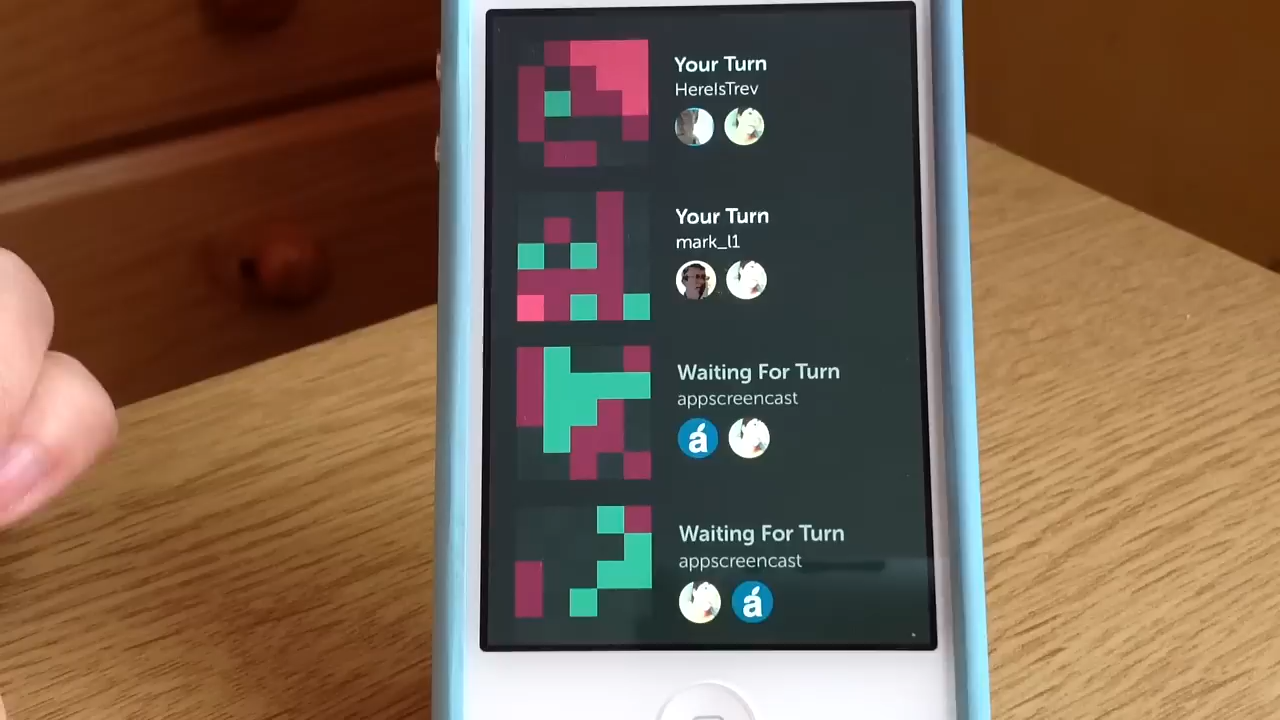 Your Turn
HereIsTrev
Your Turn
mark_l1
Waiting For Turn
appscreencast
á
Waiting For Turn
appscreencast
á